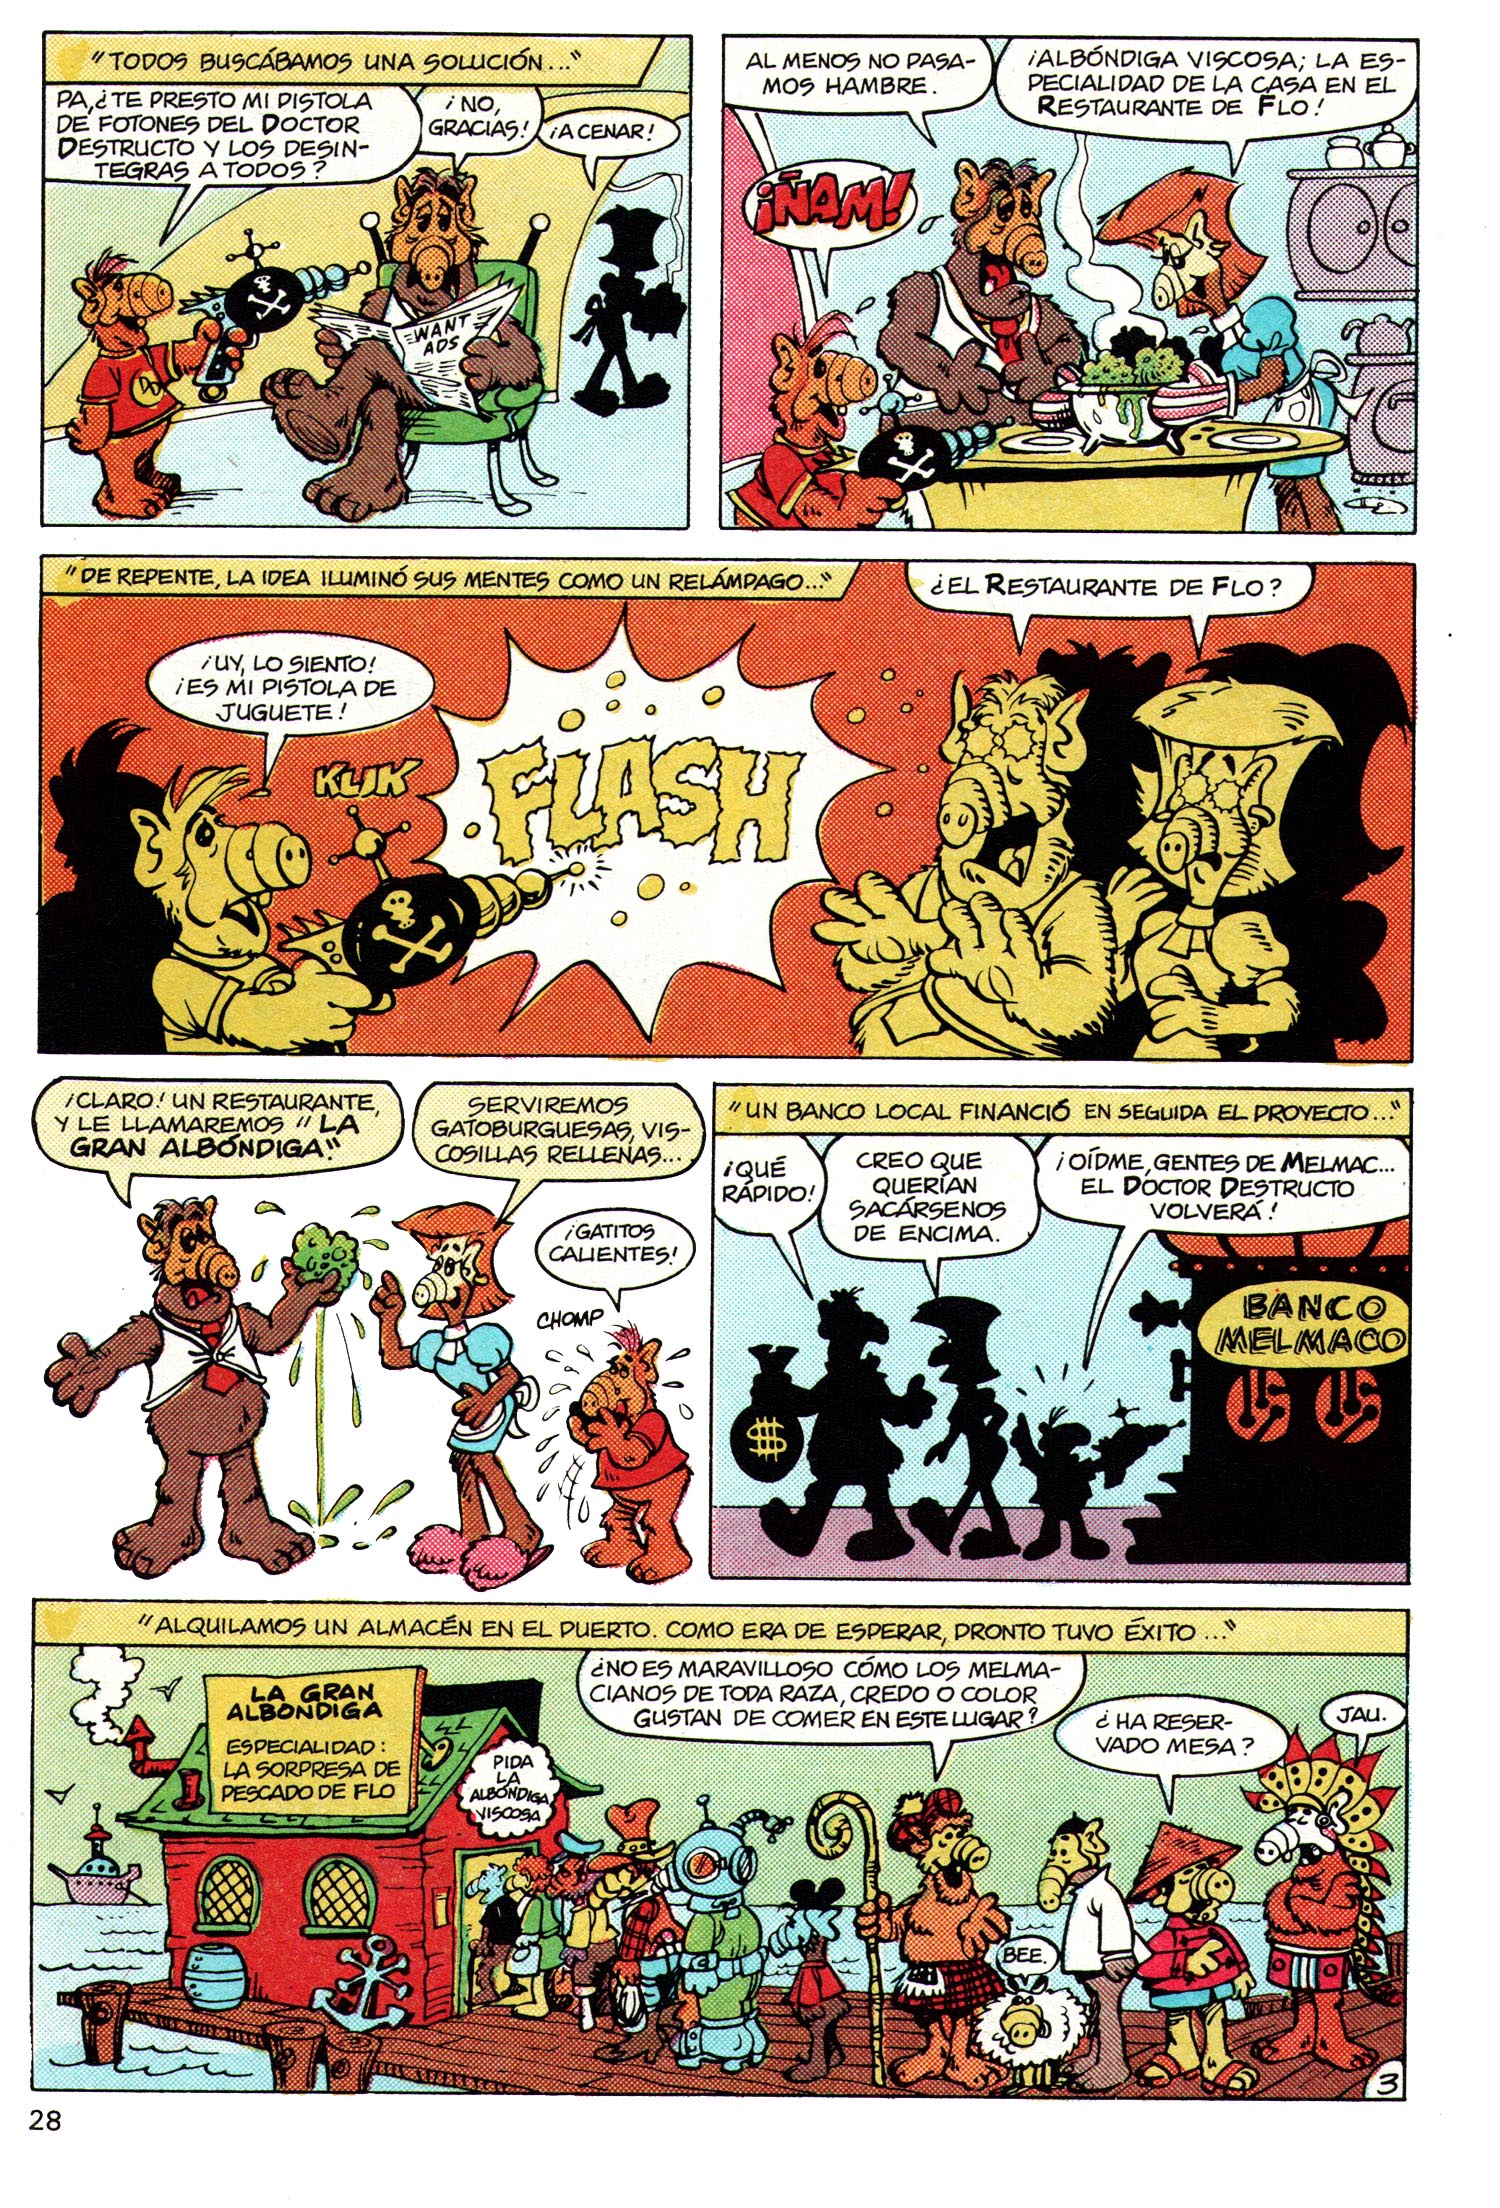 "TODOS BUSCÁBAMOS UNA SOLUCIÓN..."
PA, ¿TE PRESTO MI PISTOLA
DE FOTONES DEL DOCTOR
DESTRUCTO Y LOS DESIN-
TEGRAS A TODOS?
¡NO,
GRACIAS!
¡A CENAR!
WANT
ADS
DD
AL MENOS NO PASA-
MOS HAMBRE.
¡ALBÓNDIGA VISCOSA; LA ES-
PECIALIDAD DE LA CASA EN EL
RESTAURANTE DE FLO!
¡ÑAM!
"DE REPENTE, LA IDEA ILUMINÓ SUS MENTES COMO UN RELÁMPAGO..."
¡UY, LO SIENTO!
¡ES MI PISTOLA DE
JUGUETE!
KLIK
FLASH
¿EL RESTAURANTE DE FLO?
¡CLARO! UN RESTAURANTE,
Y LE LLAMAREMOS "LA
GRAN ALBÓNDIGA".
SERVIREMOS
GATOBURGUESAS, VIS-
COSILLAS RELLENAS...
¡GATITOS
CALIENTES!
CHOMP
"UN BANCO LOCAL FINANCIÓ EN SEGUIDA EL PROYECTO..."
¡QUÉ
RÁPIDO!
CREO QUE
QUERÍAN
SACÁRSENOS
DE ENCIMA.
¡OÍDME, GENTES DE MELMAC...
EL DOCTOR DESTRUCTO
VOLVERÁ!
$
BANCO
MELMACO
"ALQUILAMOS UN ALMACÉN EN EL PUERTO. COMO ERA DE ESPERAR, PRONTO TUVO ÉXITO..."
LA GRAN
ALBÓNDIGA
ESPECIALIDAD:
LA SORPRESA DE
PESCADO DE FLO
PIDA
LA
ALBÓNDIGA
VISCOSA
¿NO ES MARAVILLOSO CÓMO LOS MELMA-
CIANOS DE TODA RAZA, CREDO O COLOR
GUSTAN DE COMER EN ESTE LUGAR?
¿HA RESER-
VADO MESA?
JAU.
BEE.
3
28